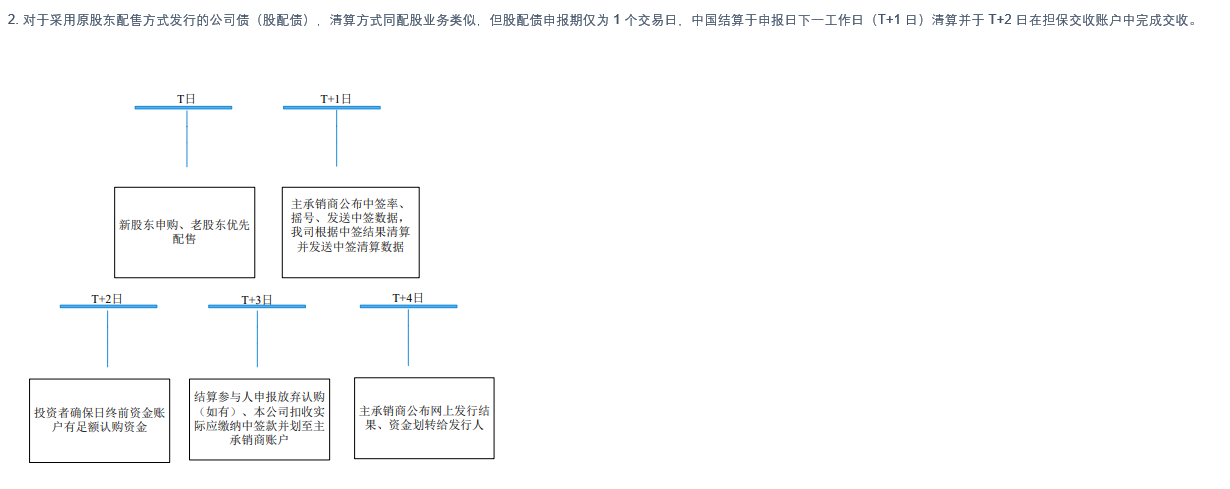 2. 对于采用原股东配售方式发行的公司债（股配债），清算方式同配股业务类似，但股配债申报期仅为 1 个交易日，中国结算于申报日下一工作日（T+1 日）清算并于 T+2 日在担保交收账户中完成交收。
T日
T+1日
新股东申购、老股东优先
配售
主承销商公布中签率、
摇号、发送中签数据，
我司根据中签结果清算
并发送中签清算数据
T+2日
T+3日
T+4日
投资者确保日终前资金账
户有足额认购资金
结算参与人申报放弃认购
（如有）、本公司扣收实
际应缴纳中签款并划至主
承销商账户
主承销商公布网上发行结
果、资金划转给发行人